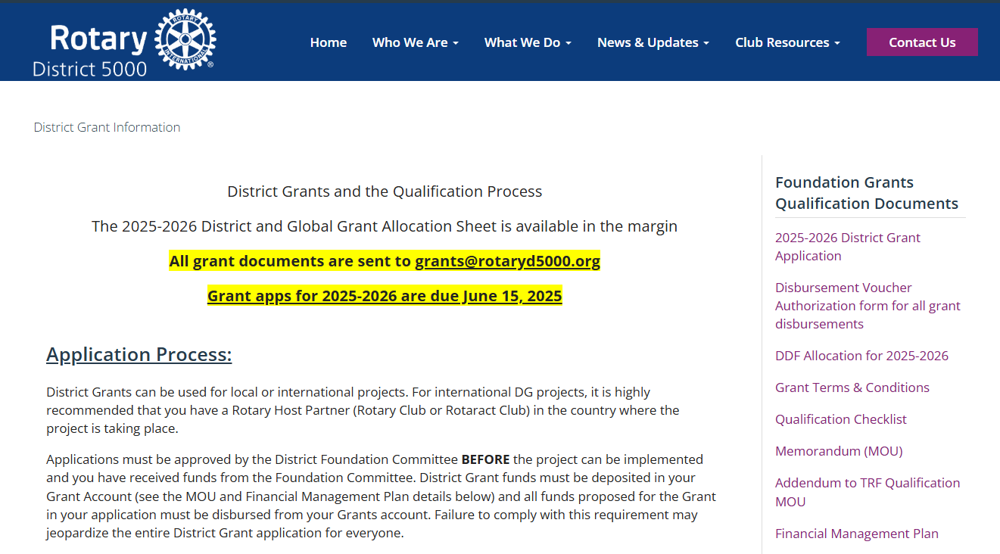 Rotary
District 5000
ROTARY
INTERNATIONAL
®
Home
Who We Are
What We Do
News & Updates
Club Resources
Contact Us
District Grant Information
District Grants and the Qualification Process
The 2025-2026 District and Global Grant Allocation Sheet is available in the margin
All grant documents are sent to grants@rotaryd5000.org
Grant apps for 2025-2026 are due June 15, 2025
Application Process:
District Grants can be used for local or international projects. For international DG projects, it is highly
recommended that you have a Rotary Host Partner (Rotary Club or Rotaract Club) in the country where the
project is taking place.
Applications must be approved by the District Foundation Committee BEFORE the project can be implemented
and you have received funds from the Foundation Committee. District Grant funds must be deposited in your
Grant Account (see the MOU and Financial Management Plan details below) and all funds proposed for the Grant
in your application must be disbursed from your Grants account. Failure to comply with this requirement may
jeopardize the entire District Grant application for everyone.
Foundation Grants
Qualification Documents
2025-2026 District Grant
Application
Disbursement Voucher
Authorization form for all grant
disbursements
DDF Allocation for 2025-2026
Grant Terms & Conditions
Qualification Checklist
Memorandum (MOU)
Addendum to TRF Qualification
MOU
Financial Management Plan